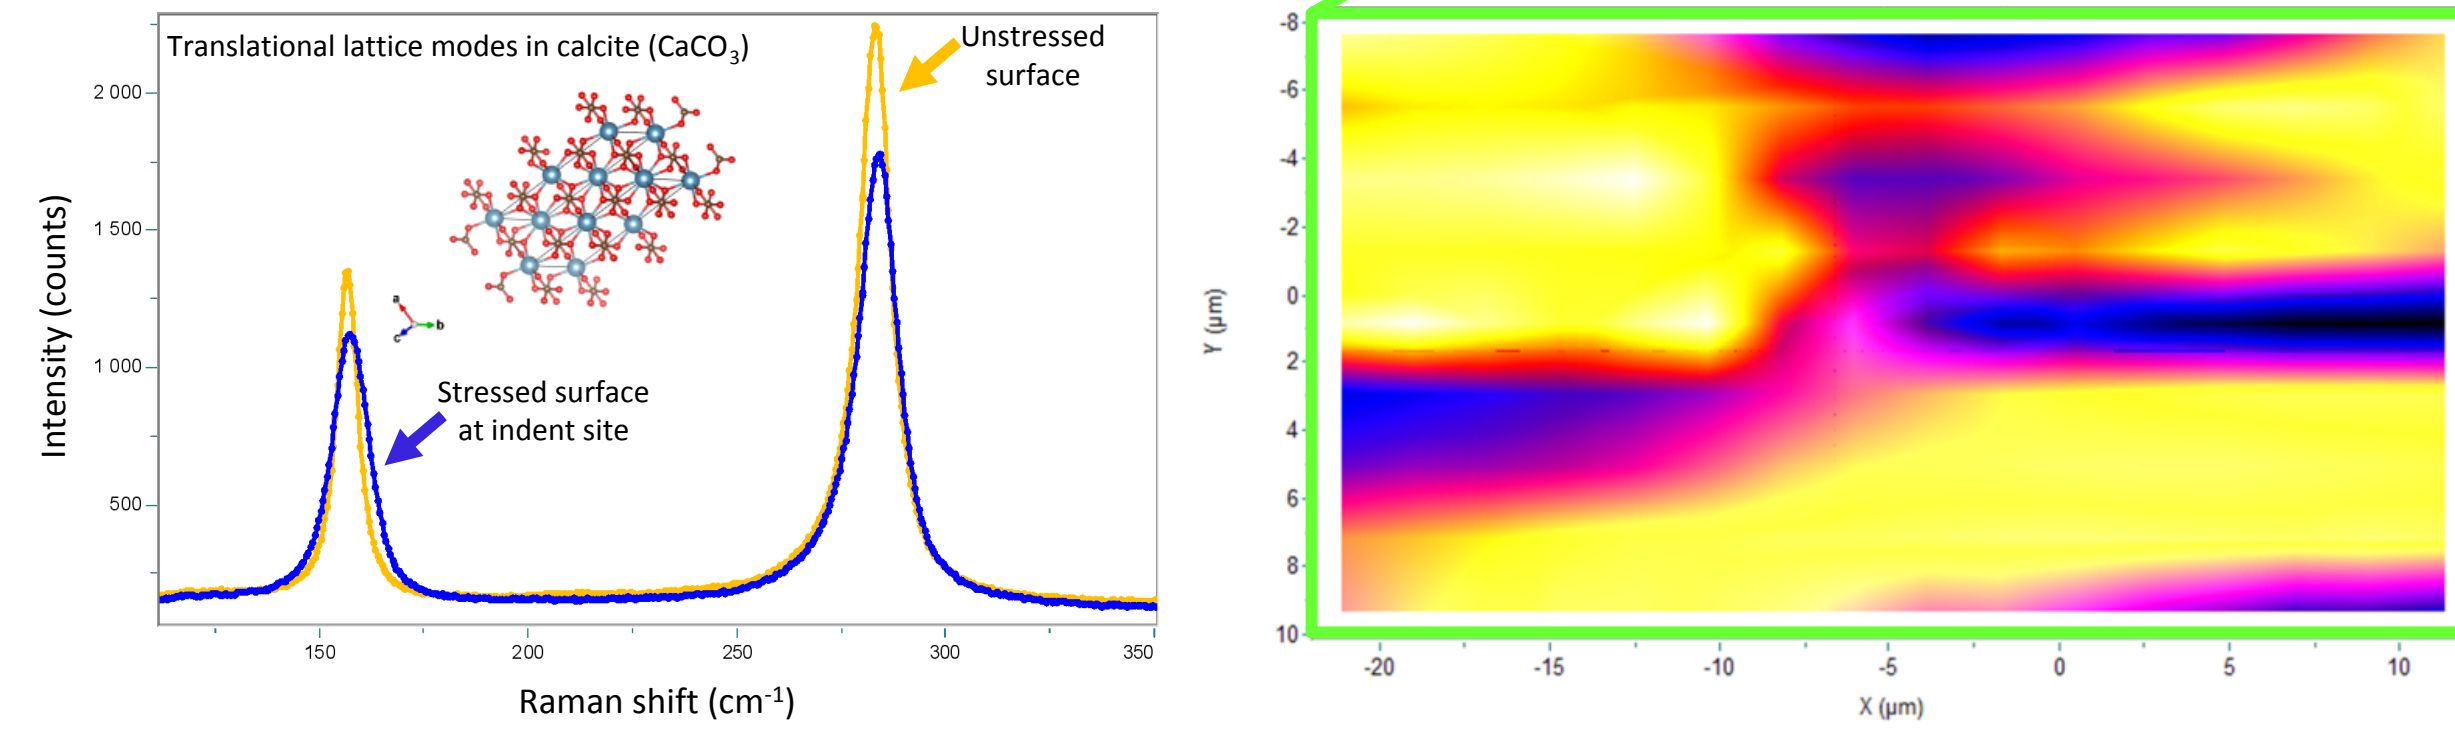 Translational lattice modes in calcite (CaCO3)
Unstressed
surface
Stressed surface
at indent site
a
b
c
Intensity (counts)
2 000
1 500
1 000
500
150
200
250
300
350
Raman shift (cm-1)
Y (µm)
-8
-6
-4
-2
0
2
4
6
8
10
-20
-15
-10
-5
0
5
10
X (µm)